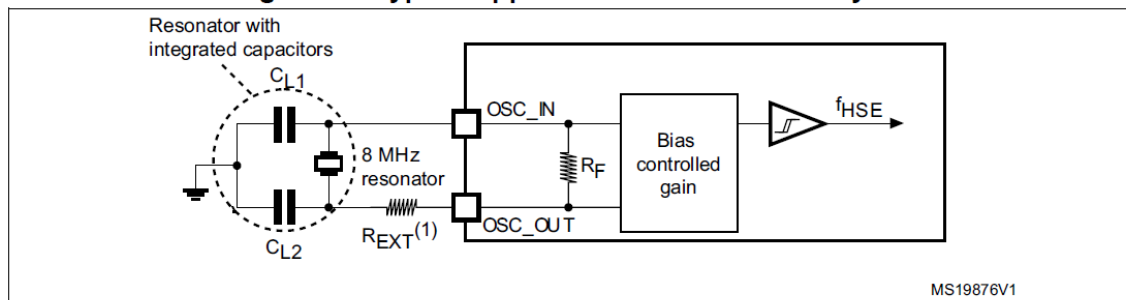 Resonator with
integrated capacitors
CL1
OSC_IN
fHSE
8 MHz
resonator
RF
Bias
controlled
gain
REXT(1)
OSC_OUT
CL2
MS19876V1